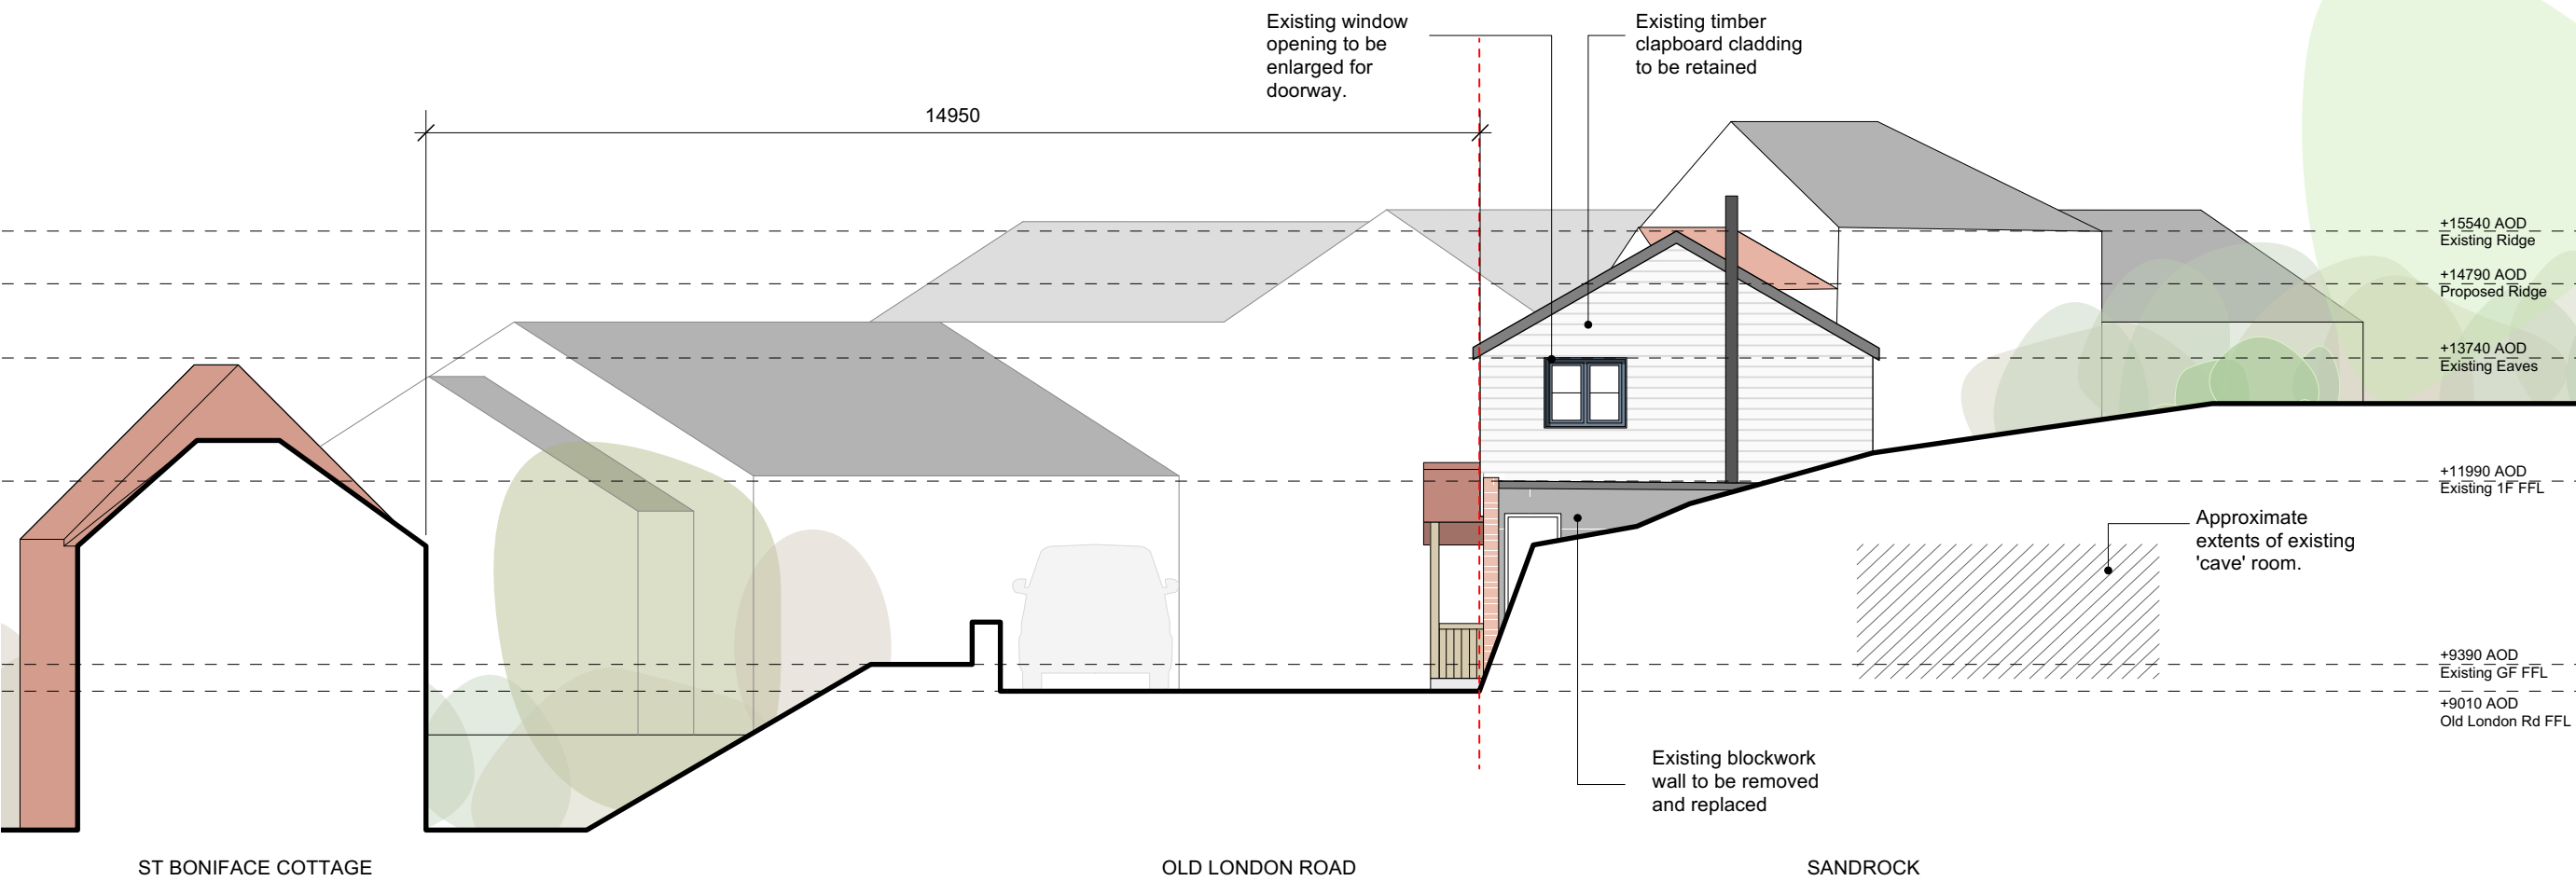 Existing window
opening to be
enlarged for
doorway.
Existing timber
clapboard cladding
to be retained
14950
+15540 AOD
Existing Ridge
+14790 AOD
Proposed Ridge
+13740 AOD
Existing Eaves
+11990 AOD
Existing 1F FFL
Approximate
extents of existing
'cave' room.
+9390 AOD
Existing GF FFL
+9010 AOD
Old London Rd FFL
Existing blockwork
wall to be removed
and replaced
ST BONIFACE COTTAGE
OLD LONDON ROAD
SANDROCK